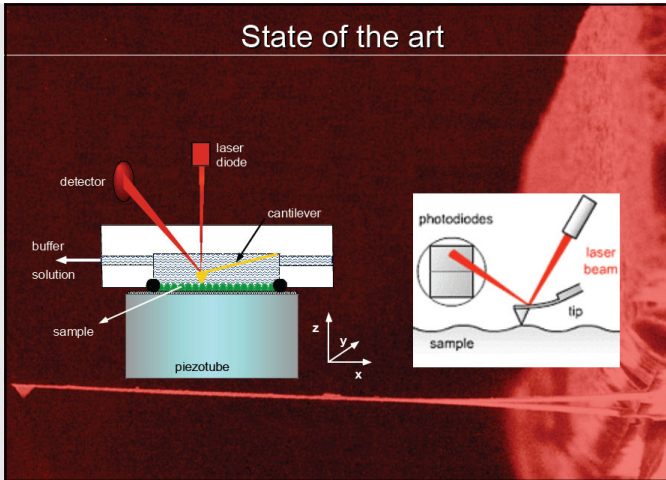 State of the art
laser
diode
detector
cantilever
buffer
solution
sample
piezotube
z
y
x
photodiodes
laser
beam
tip
sample